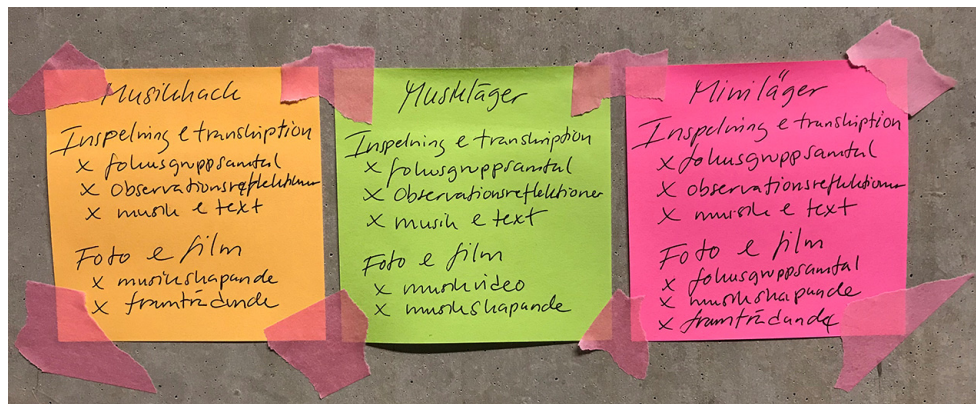 Musikhack
Inspelning e transkription
x fokusgruppsamtal
x observationsreflektioner
x musik e text
Foto e film
x musikskapande
x framträdande
Musikläger
Inspelning e transkription
x fokusgruppsamtal
x observationsreflektioner
x musik e text
Foto e film
x musikvideo
x musikskapande
Miniläger
Inspelning e transkription
x fokusgruppsamtal
x observationsreflektioner
x musik e text
Foto e film
x fokusgruppsamtal
x musikskapande
x framträdande